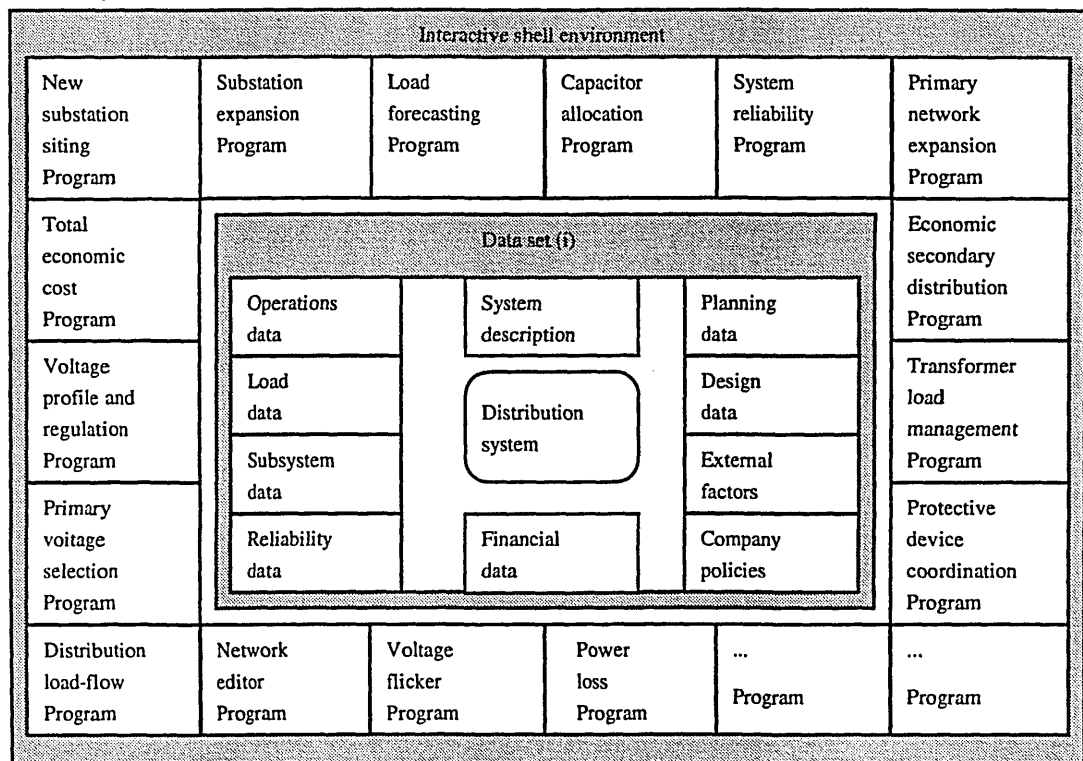 Interactive shell environment
New
substation
siting
Program
Substation
expansion
Program
Load
forecasting
Program
Capacitor
allocation
Program
System
reliability
Program
Primary
network
expansion
Program
Total
economic
cost
Program
Voltage
profile and
regulation
Program
Primary
voitage
selection
Program
Data set (i)
Operations
data
Load
data
Subsystem
data
Reliability
data
System
description
Distribution
system
Financial
data
Planning
data
Design
data
External
factors
Company
policies
Economic
secondary
distribution
Program
Transformer
load
management
Program
Protective
device
coordination
Program
Distribution
load-flow
Program
Network
editor
Program
Voltage
flicker
Program
Power
loss
Program
...
Program
...
Program